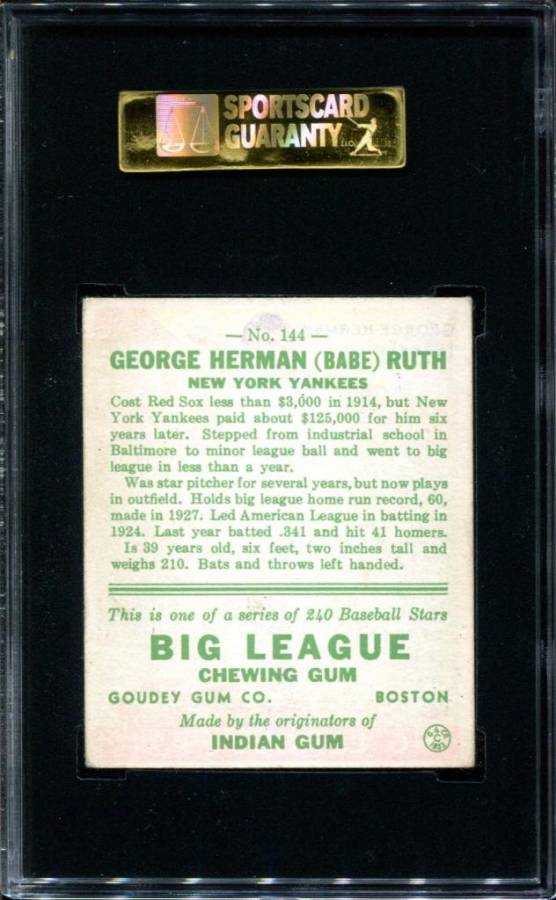 SPORTSCARD
GUARANTY
— No. 144 —
GEORGE HERMAN (BABE) RUTH
NEW YORK YANKEES
Cost Red Sox less than $3,000 in 1914, but New
York Yankees paid about $125,000 for him six
years later. Stepped from industrial school in
Baltimore to minor league ball and went to big
league in less than a year.
Was star pitcher for several years, but now plays
in outfield. Holds big league home run record, 60,
made in 1927. Led American League in batting in
1924. Last year batted .341 and hit 41 homers.
Is 39 years old, six feet, two inches tall and
weighs 210. Bats and throws left handed.
This is one of a series of 240 Baseball Stars
BIG LEAGUE
CHEWING GUM
GOUDEY GUM CO. BOSTON
Made by the originators of
INDIAN GUM